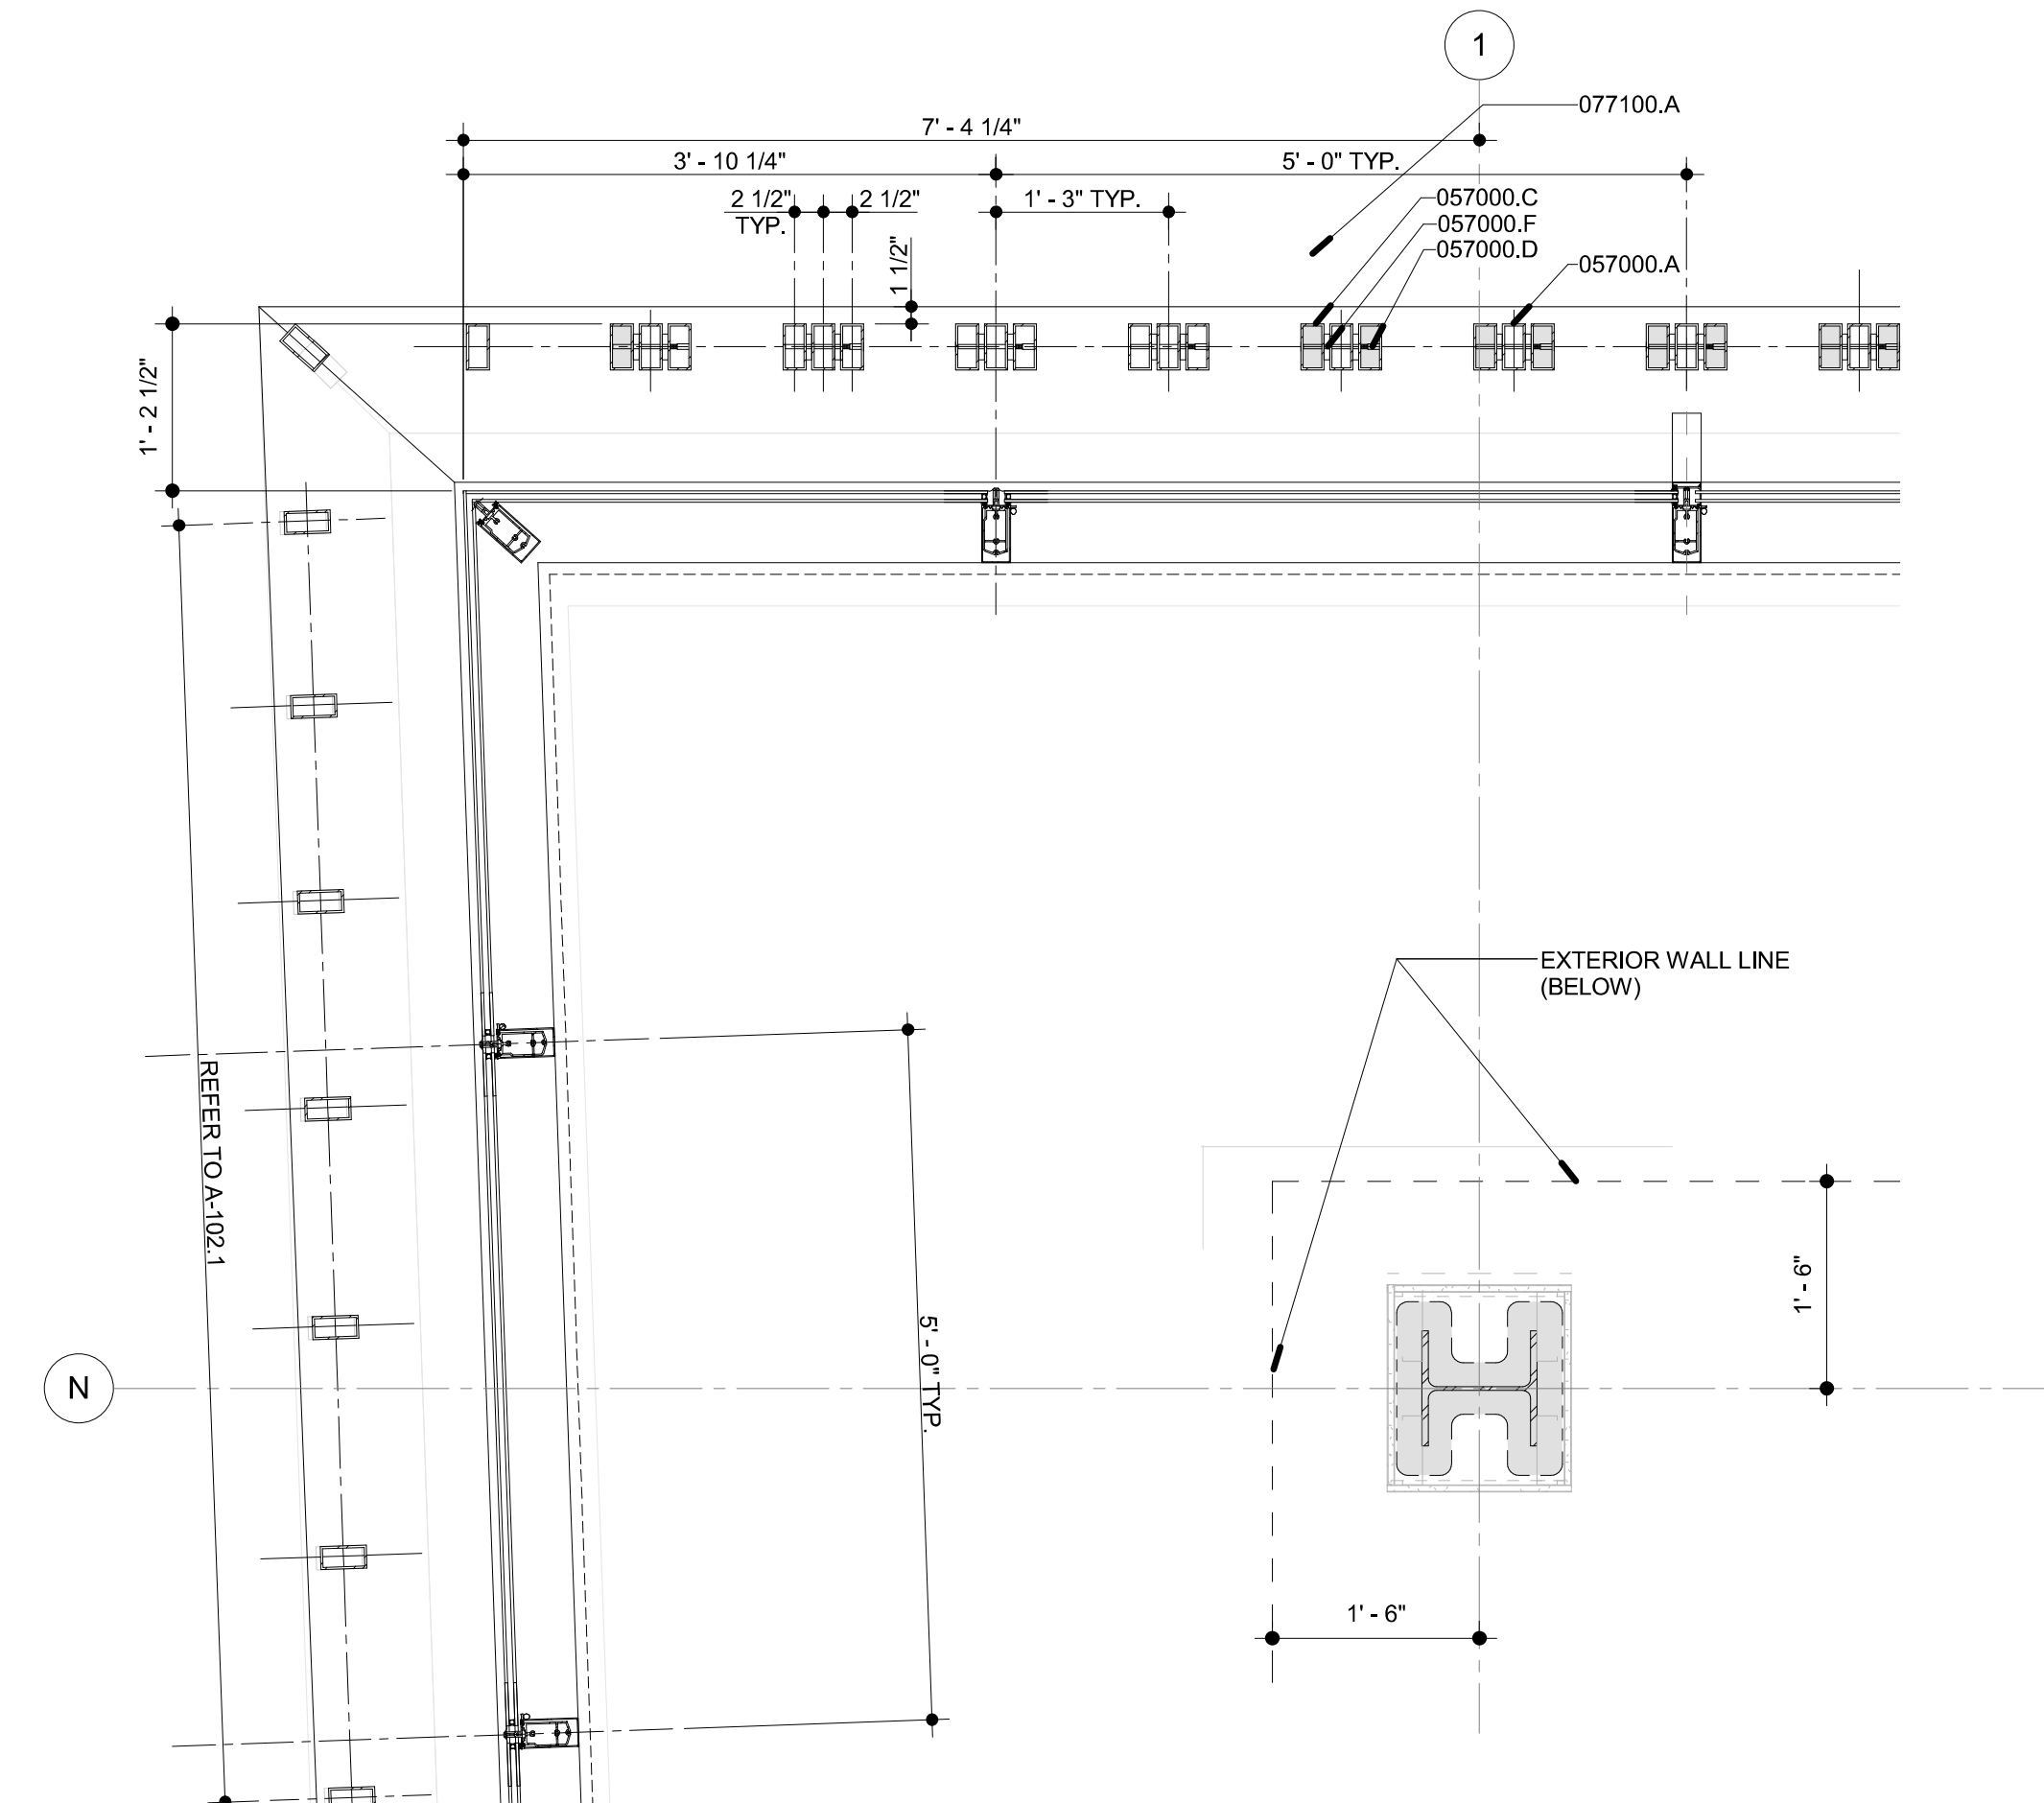 1
077100.A
7' - 4 1/4"
3' - 10 1/4"
5' - 0" TYP.
2 1/2"
TYP.
2 1/2"
1' - 3" TYP.
057000.C
057000.F
057000.D
057000.A
1 1/2"
1' - 2 1/2"
EXTERIOR WALL LINE
(BELOW)
REFER TO A-102.1
5' - 0" TYP.
1' - 6"
N
1' - 6"